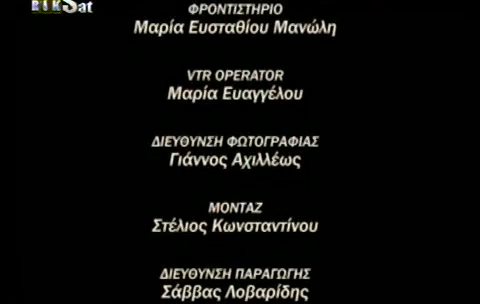 RIKSat
ΦΡΟΝΤΙΣΤΗΡΙΟ
Μαρία Ευσταθίου Μανώλη
VTR OPERATOR
Μαρία Ευαγγέλου
ΔΙΕΥΘΥΝΣΗ ΦΩΤΟΓΡΑΦΙΑΣ
Γιάννος Αχιλλέως
ΜΟΝΤΑΖ
Στέλιος Κωνσταντίνου
ΔΙΕΥΘΥΝΣΗ ΠΑΡΑΓΩΓΗΣ
Σάββας Λοβαρίδης